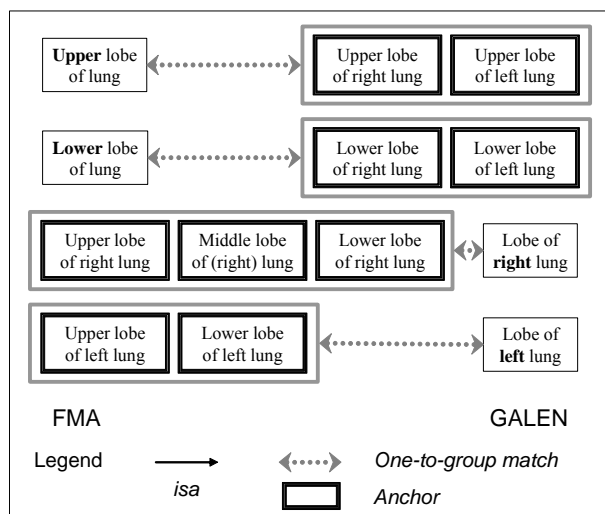 Upper lobe
of lung
Upper lobe
of right lung
Upper lobe
of left lung
Lower lobe
of lung
Lower lobe
of right lung
Lower lobe
of left lung
Upper lobe
of right lung
Middle lobe
of (right) lung
Lower lobe
of right lung
Lobe of
right lung
Upper lobe
of left lung
Lower lobe
of left lung
Lobe of
left lung
FMA
GALEN
Legend
isa
One-to-group match
Anchor